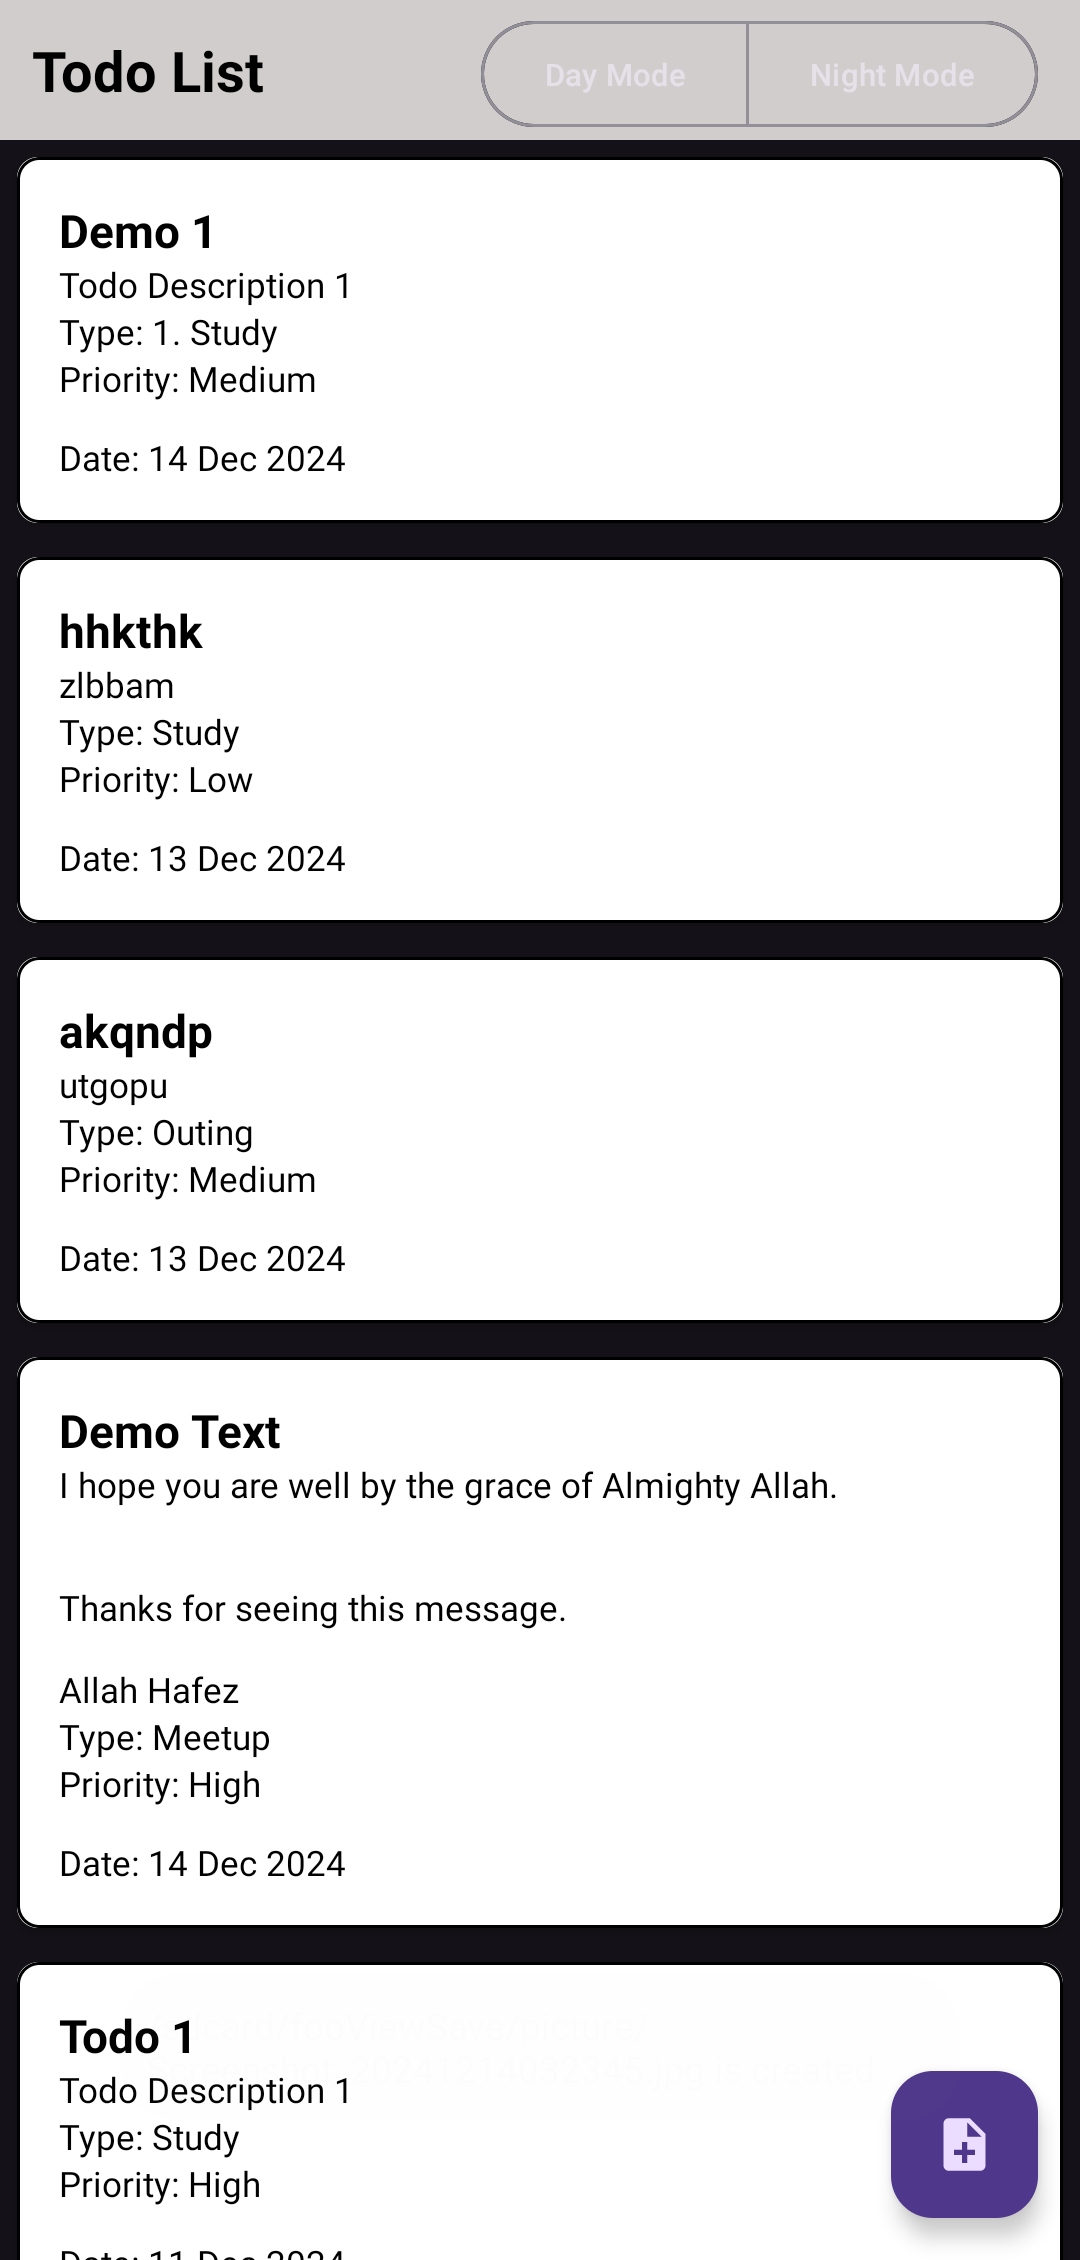 Todo List
Day Mode
Night Mode
Demo 1
Todo Description 1
Type: 1. Study
Priority: Medium
Date: 14 Dec 2024
hhkthk
zlbbam
Type: Study
Priority: Low
Date: 13 Dec 2024
akqndp
utgopu
Type: Outing
Priority: Medium
Date: 13 Dec 2024
Demo Text
I hope you are well by the grace of Almighty Allah.
Thanks for seeing this message.
Allah Hafez
Type: Meetup
Priority: High
Date: 14 Dec 2024
Todo 1
Todo Description 1
Type: Study
Priority: High
Date: 11 Dec 2024